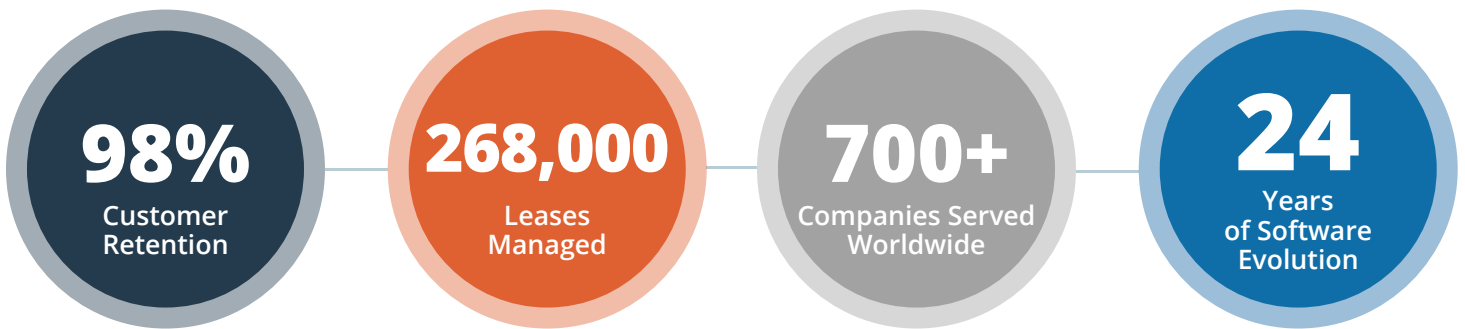 98%
Customer
Retention
268,000
Leases
Managed
700+
Companies Served
Worldwide
24
Years
of Software
Evolution